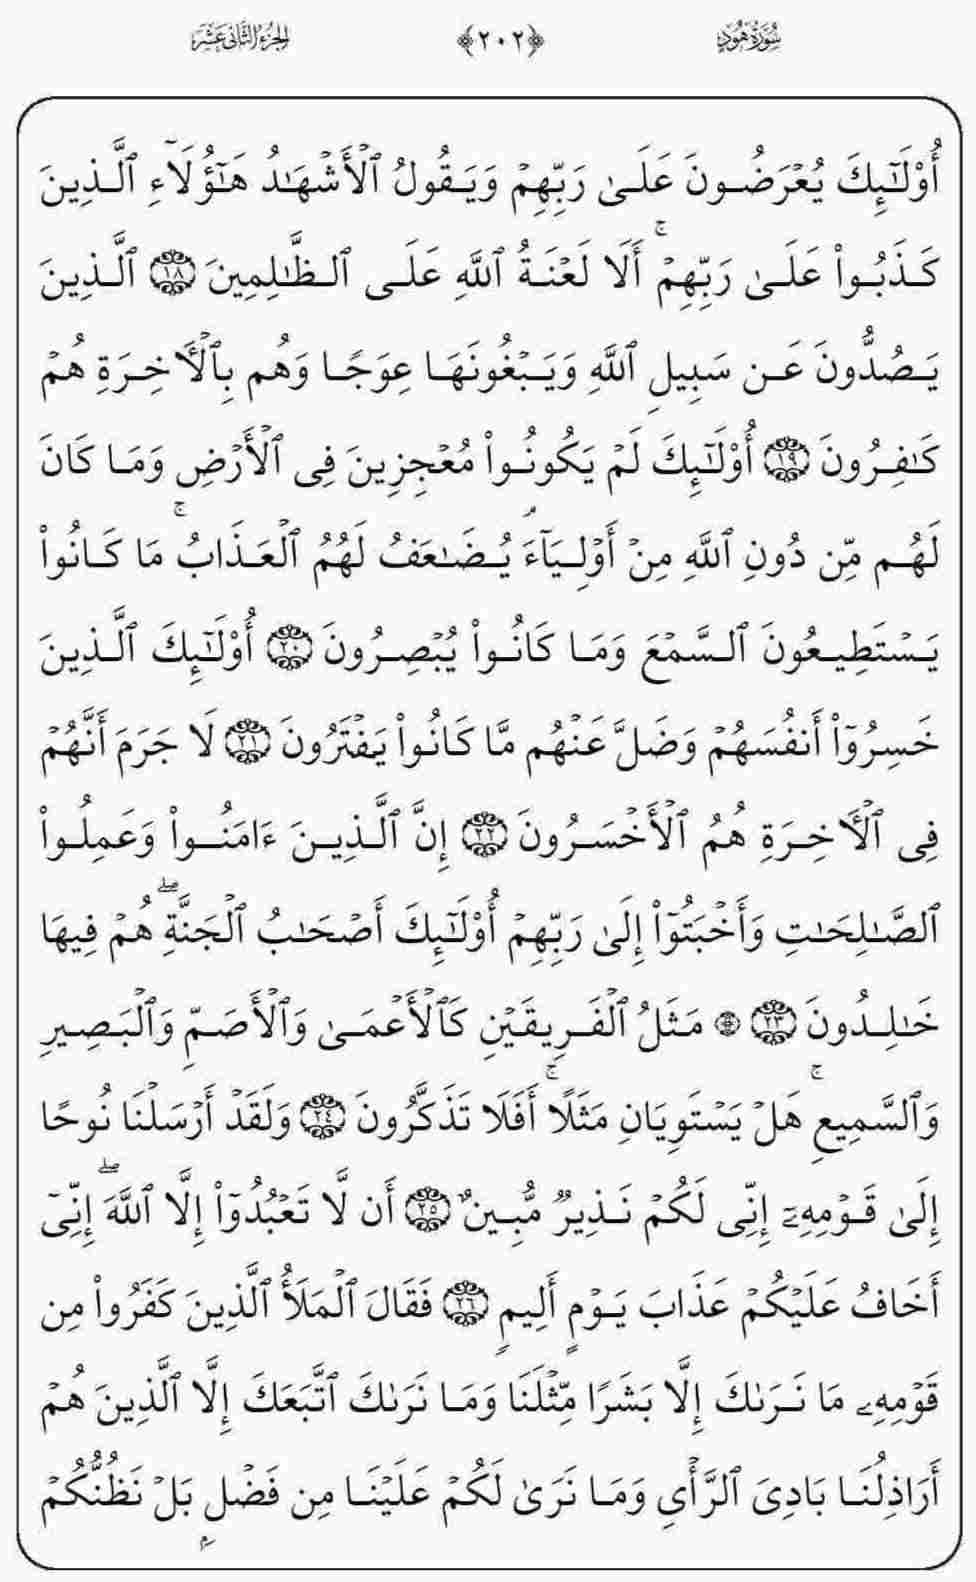 سُورَةُ هُودٍ ﴿٢٠٢﴾ الجُزْءُ الثَّانِي عَشَرَ
أُوْلَٰٓئِكَ يُعْرَضُونَ عَلَىٰ رَبِّهِمْ وَيَقُولُ ٱلْأَشْهَٰدُ هَٰٓؤُلَآءِ ٱلَّذِينَ
كَذَبُوا۟ عَلَىٰ رَبِّهِمْ ۚ أَلَا لَعْنَةُ ٱللَّهِ عَلَى ٱلظَّٰلِمِينَ ١٨ ٱلَّذِينَ
يَصُدُّونَ عَن سَبِيلِ ٱللَّهِ وَيَبْغُونَهَا عِوَجًا وَهُم بِٱلْأَخِرَةِ هُمْ
كَٰفِرُونَ ١٩ أُوْلَٰٓئِكَ لَمْ يَكُونُوا۟ مُعْجِزِينَ فِى ٱلْأَرْضِ وَمَا كَانَ
لَهُم مِّن دُونِ ٱللَّهِ مِنْ أَوْلِيَآءَ ۘ يُضَٰعَفُ لَهُمُ ٱلْعَذَابُ ۚ مَا كَانُوا۟
يَسْتَطِيعُونَ ٱلسَّمْعَ وَمَا كَانُوا۟ يُبْصِرُونَ ٢٠ أُوْلَٰٓئِكَ ٱلَّذِينَ
خَسِرُوٓا۟ أَنفُسَهُمْ وَضَلَّ عَنْهُم مَّا كَانُوا۟ يَفْتَرُونَ ٢١ لَا جَرَمَ أَنَّهُمْ
فِى ٱلْأَخِرَةِ هُمُ ٱلْأَخْسَرُونَ ٢٢ إِنَّ ٱلَّذِينَ ءَامَنُوا۟ وَعَمِلُوا۟
ٱلصَّٰلِحَٰتِ وَأَخْبَتُوٓا۟ إِلَىٰ رَبِّهِمْ أُوْلَٰٓئِكَ أَصْحَٰبُ ٱلْجَنَّةِ ۖ هُمْ فِيهَا
خَٰلِدُونَ ٢٣ ۞ مَثَلُ ٱلْفَرِيقَيْنِ كَٱلْأَعْمَىٰ وَٱلْأَصَمِّ وَٱلْبَصِيرِ
وَٱلسَّمِيعِ ۚ هَلْ يَسْتَوِيَانِ مَثَلًا ۚ أَفَلَا تَذَكَّرُونَ ٢٤ وَلَقَدْ أَرْسَلْنَا نُوحًا
إِلَىٰ قَوْمِهِۦٓ إِنِّى لَكُمْ نَذِيرٌ مُّبِينٌ ٢٥ أَن لَّا تَعْبُدُوٓا۟ إِلَّا ٱللَّهَ ۖ إِنِّىٓ
أَخَافُ عَلَيْكُمْ عَذَابَ يَوْمٍ أَلِيمٍ ٢٦ فَقَالَ ٱلْمَلَأُ ٱلَّذِينَ كَفَرُوا۟ مِن
قَوْمِهِۦ مَا نَرَىٰكَ إِلَّا بَشَرًا مِّثْلَنَا وَمَا نَرَىٰكَ ٱتَّبَعَكَ إِلَّا ٱلَّذِينَ هُمْ
أَرَاذِلُنَا بَادِىَ ٱلرَّأْىِ وَمَا نَرَىٰ لَكُمْ عَلَيْنَا مِن فَضْلٍۭ بَلْ نَظُنُّكُمْ